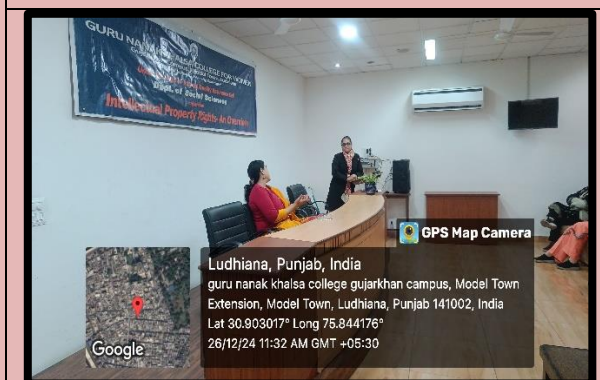 GURU NANAK KHALSA COLLEGE FOR WOMEN
Dept. of Social Sciences
Intellectual Property Rights- An Overview
GPS Map Camera
Ludhiana, Punjab, India
guru nanak khalsa college gujarkhan campus, Model Town
Extension, Model Town, Ludhiana, Punjab 141002, India
Lat 30.903017° Long 75.844176°
26/12/24 11:32 AM GMT +05:30
Google